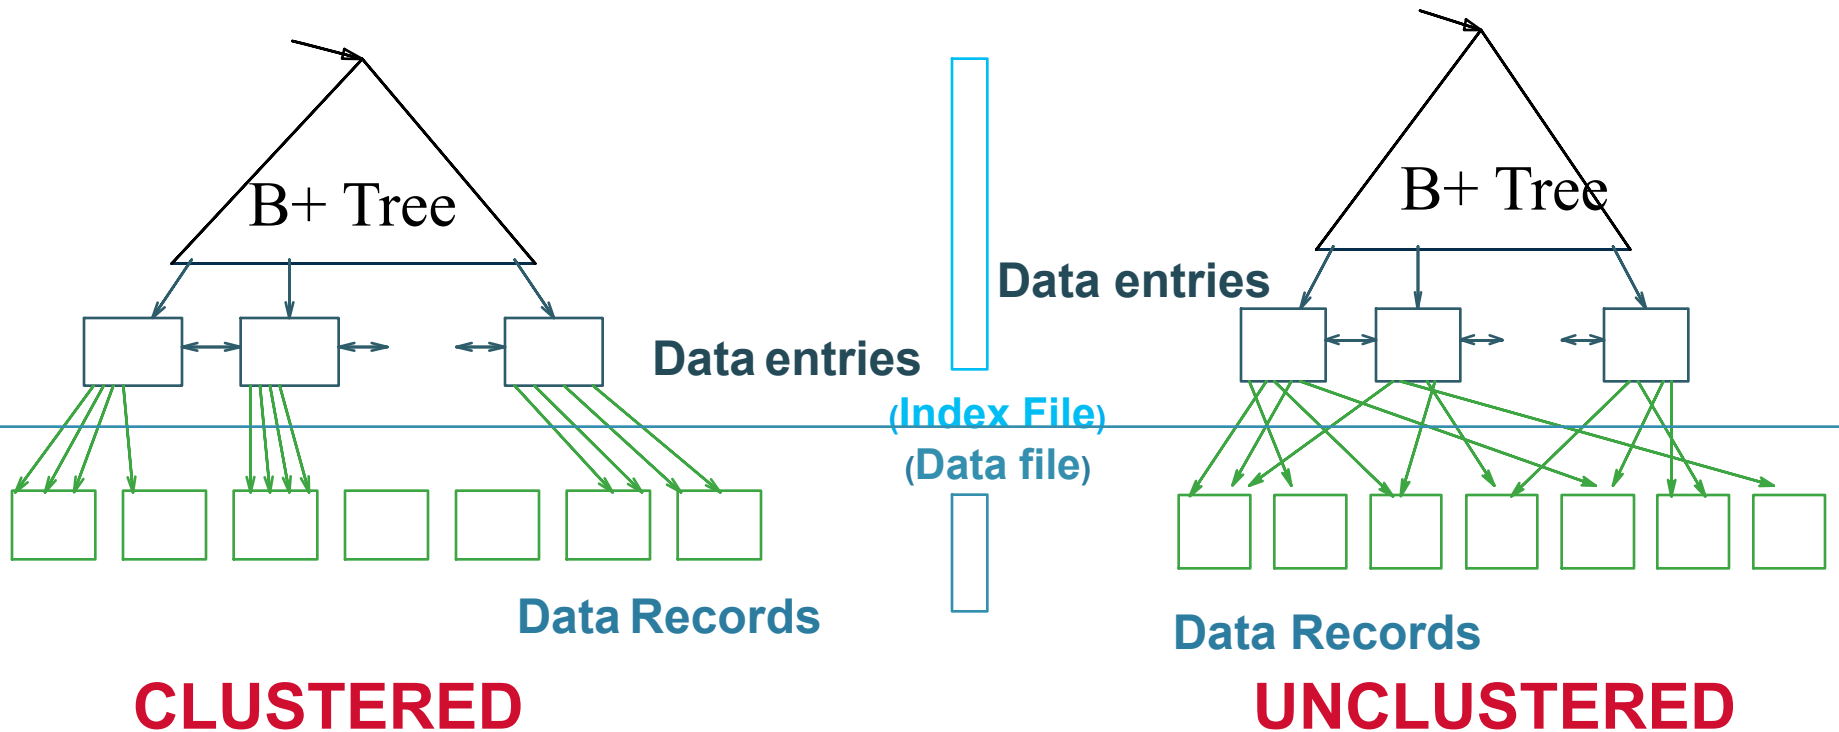 B+ Tree
B+ Tree
Data entries
Data entries
(Index File)
(Data file)
Data Records
Data Records
CLUSTERED
UNCLUSTERED